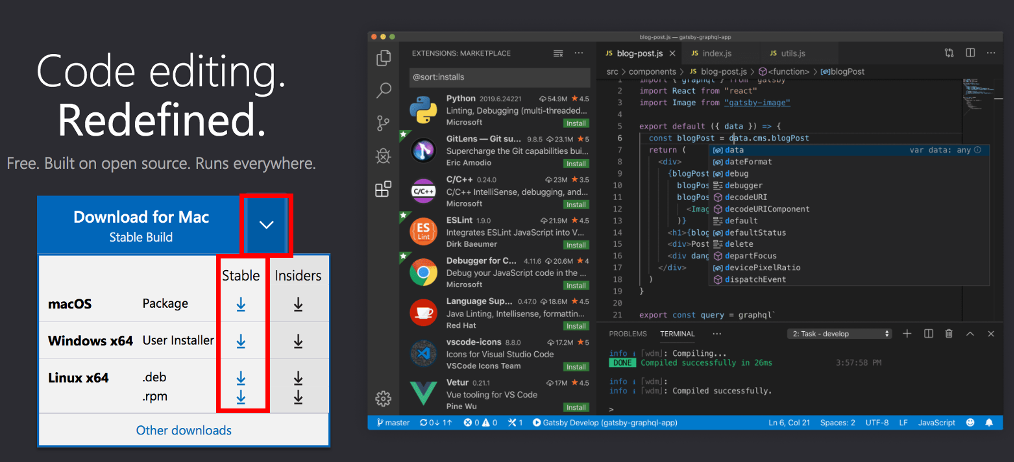 Code editing.
Redefined.
Free. Built on open source. Runs everywhere.
Download for Mac
Stable Build
Stable Insiders
macOS Package
Windows x64 User Installer
Linux x64 .deb
.rpm
Other downloads
blog-post.js — gatsby-graphql-app
EXTENSIONS: MARKETPLACE
@sort:installs
Python 2019.6.24221 54.9M ★4.5
Linting, Debugging (multi-threaded...
Microsoft Install
GitLens — Git su... 9.8.5 23.1M ★5
Supercharge the Git capabilities bui...
Eric Amodio Install
C/C++ 0.24.0 23M ★3.5
C/C++ IntelliSense, debugging, and...
Microsoft Install
ESLint 1.9.0 21.9M ★4.5
Integrates ESLint JavaScript into V...
Dirk Baeumer Install
Debugger for C... 4.11.6 20.6M ★4
Debug your JavaScript code in the ...
Microsoft Install
Language Sup... 0.47.0 18.6M ★4.5
Java Linting, Intellisense, formattin...
Red Hat Install
vscode-icons 8.8.0 17.2M ★5
Icons for Visual Studio Code
VSCode Icons Team Install
Vetur 0.21.1 17M ★4.5
Vue tooling for VS Code
Pine Wu Install
C/C++
ES
Lint
blog-post.js × index.js utils.js
src > components > blog-post.js > <function> > blogPost
1 import { graphql } from "gatsby"
2 import React from "react"
3 import Image from "gatsby-image"
4
5 export default ({ data }) => {
6 const blogPost = data.cms.blogPost
7 return (
8 <div>
9 {blogPost
10 blogPo
11 blogPo
12 <Imag
13 )}
14 <h1>{blog
15 <div>Post
16 <div dang
17 </div>
18 )
19 }
20
21 export const query = graphql`
data var data: any
dateFormat
debug
debugger
decodeURI
decodeURIComponent
default
defaultStatus
delete
departFocus
devicePixelRatio
dispatchEvent
PROBLEMS TERMINAL ... 2: Task - develop
info : [wdm]: Compiling...
DONE Compiled successfully in 26ms 3:57:58 PM
info : [wdm]:
info : [wdm]: Compiled successfully.
>
master 0↓ 1↑ 0 0 1 Gatsby Develop (gatsby-graphql-app) Ln 6, Col 21 Spaces: 2 UTF-8 LF JavaScript